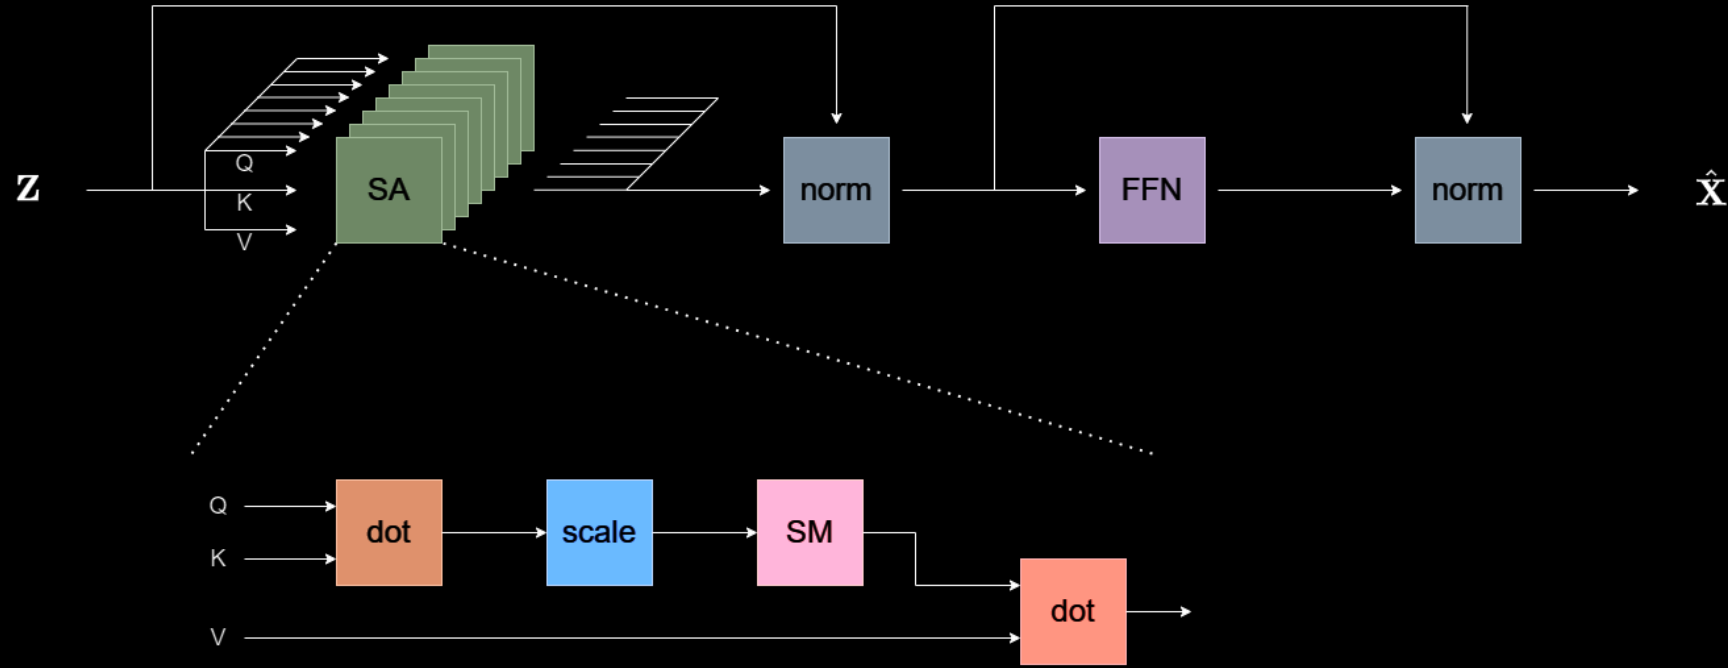 Q
Z K SA norm FFN norm X̂
V
Q dot scale SM
K
V dot